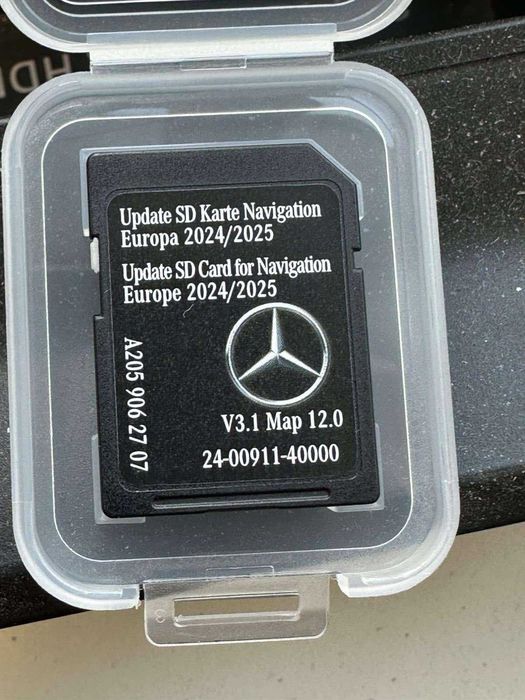 HDI
Update SD Karte Navigation
Europa 2024/2025
Update SD Card for Navigation
Europe 2024/2025
A205 906 27 07
V3.1 Map 12.0
24-00911-40000